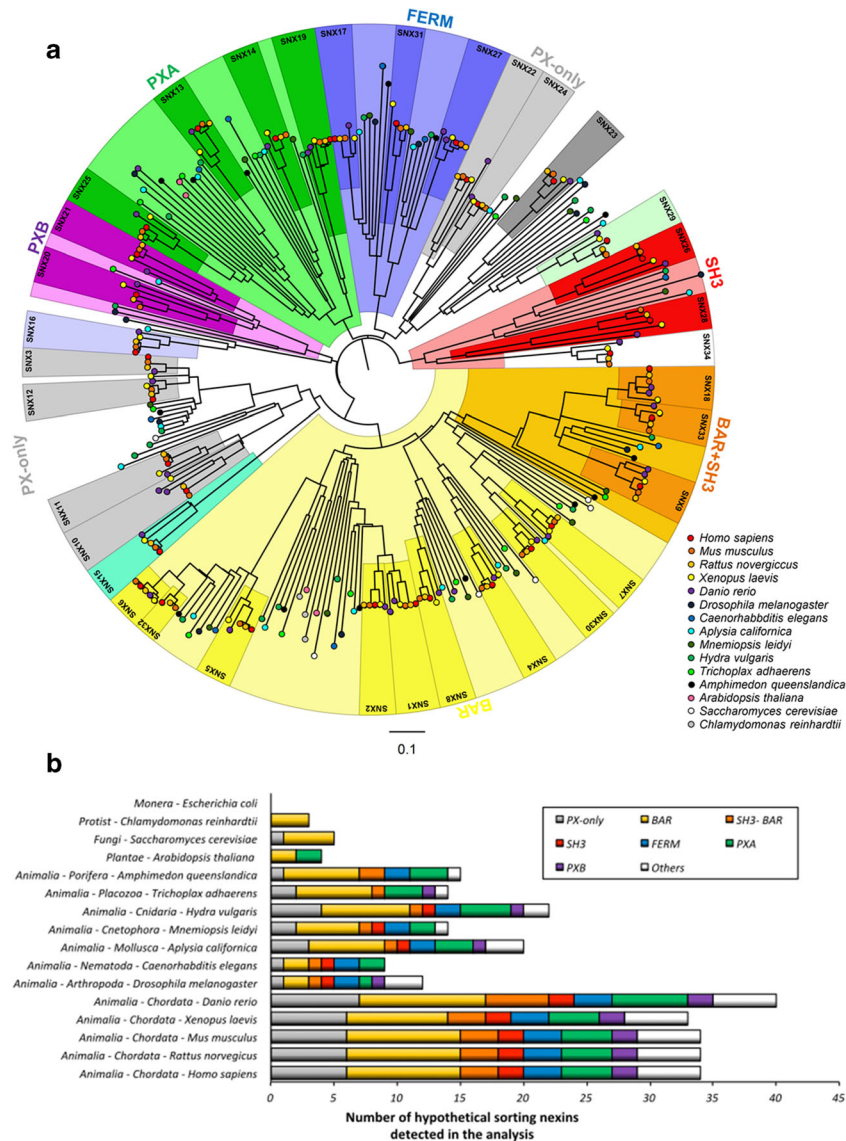 a
FERM
PXA
PX-only
PXB
SH3
BAR+SH3
PX-only
BAR
SNX17
SNX31
SNX27
SNX22
SNX24
SNX23
SNX29
SNX26
SNX28
SNX34
SNX18
SNX33
SNX9
SNX7
SNX30
SNX4
SNX8
SNX1
SNX2
SNX5
SNX32
SNX6
SNX15
SNX10
SNX11
SNX12
SNX3
SNX16
SNX20
SNX21
SNX25
SNX13
SNX14
SNX19
Homo sapiens
Mus musculus
Rattus novergiccus
Xenopus laevis
Danio rerio
Drosophila melanogaster
Caenorhabbditis elegans
Aplysia californica
Mnemiopsis leidyi
Hydra vulgaris
Trichoplax adhaerens
Amphimedon queenslandica
Arabidopsis thaliana
Saccharomyces cerevisiae
Chlamydomonas reinhardtii
0.1
b
Monera - Escherichia coli
Protist - Chlamydomonas reinhardtii
Fungi - Saccharomyces cerevisiae
Plantae - Arabidopsis thaliana
Animalia - Porifera - Amphimedon queenslandica
Animalia - Placozoa - Trichoplax adhaerens
Animalia - Cnidaria - Hydra vulgaris
Animalia - Cnetophora - Mnemiopsis leidyi
Animalia - Mollusca - Aplysia californica
Animalia - Nematoda - Caenorhabditis elegans
Animalia - Arthropoda - Drosophila melanogaster
Animalia - Chordata - Danio rerio
Animalia - Chordata - Xenopus laevis
Animalia - Chordata - Mus musculus
Animalia - Chordata - Rattus norvegicus
Animalia - Chordata - Homo sapiens
PX-only BAR SH3- BAR
SH3 FERM PXA
PXB Others
0 5 10 15 20 25 30 35 40 45
Number of hypothetical sorting nexins
detected in the analysis